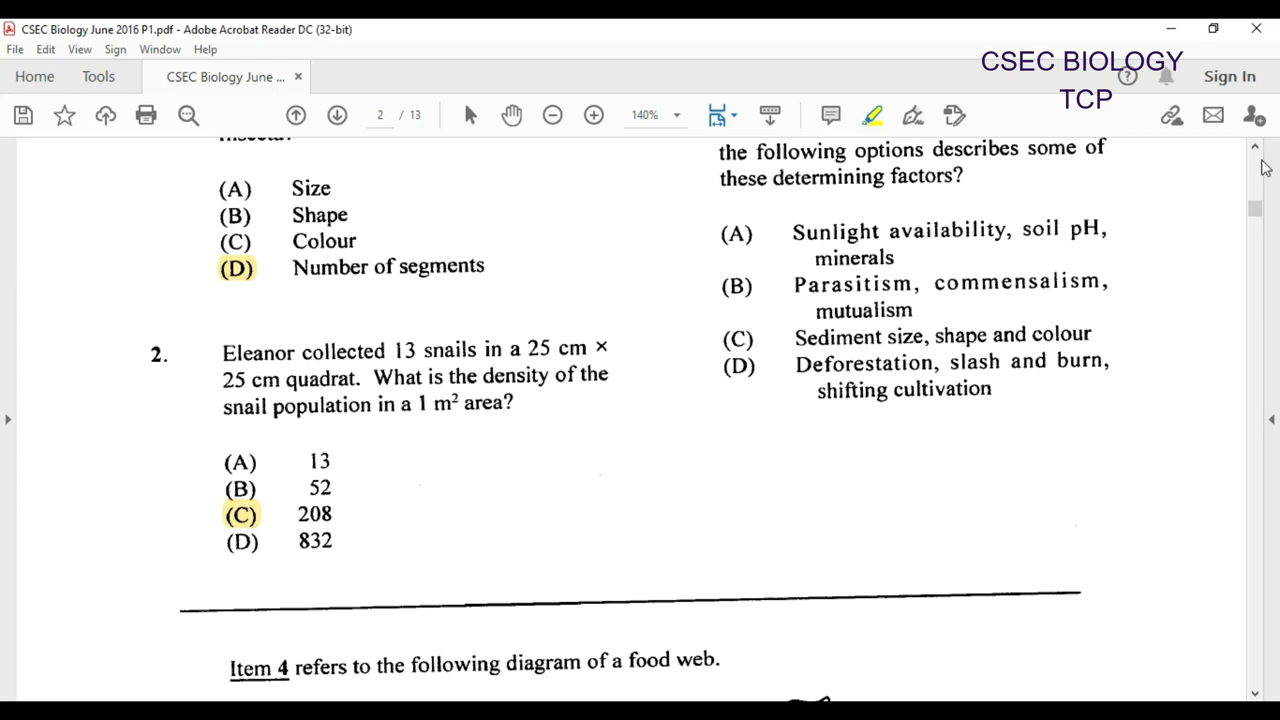 CSEC Biology June 2016 P1.pdf - Adobe Acrobat Reader DC (32-bit)
File Edit View Sign Window Help
CSEC BIOLOGY
TCP
Home Tools CSEC Biology June ... × Sign In
2 / 13 140%
(A) Size
(B) Shape
(C) Colour
(D) Number of segments
2. Eleanor collected 13 snails in a 25 cm ×
25 cm quadrat. What is the density of the
snail population in a 1 m² area?
(A) 13
(B) 52
(C) 208
(D) 832
the following options describes some of
these determining factors?
(A) Sunlight availability, soil pH,
minerals
(B) Parasitism, commensalism,
mutualism
(C) Sediment size, shape and colour
(D) Deforestation, slash and burn,
shifting cultivation
Item 4 refers to the following diagram of a food web.